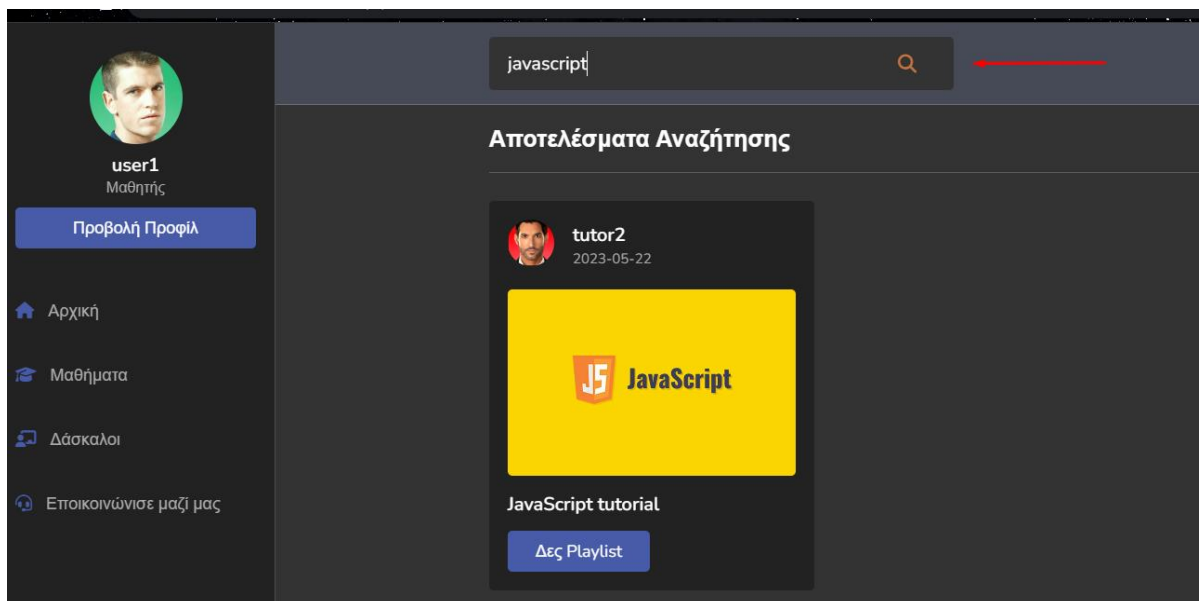 user1
Μαθητής
Προβολή Προφίλ
Αρχική
Μαθήματα
Δάσκαλοι
Εποικοινώνισε μαζί μας
javascript
Αποτελέσματα Αναζήτησης
tutor2
2023-05-22
JS JavaScript
JavaScript tutorial
Δες Playlist